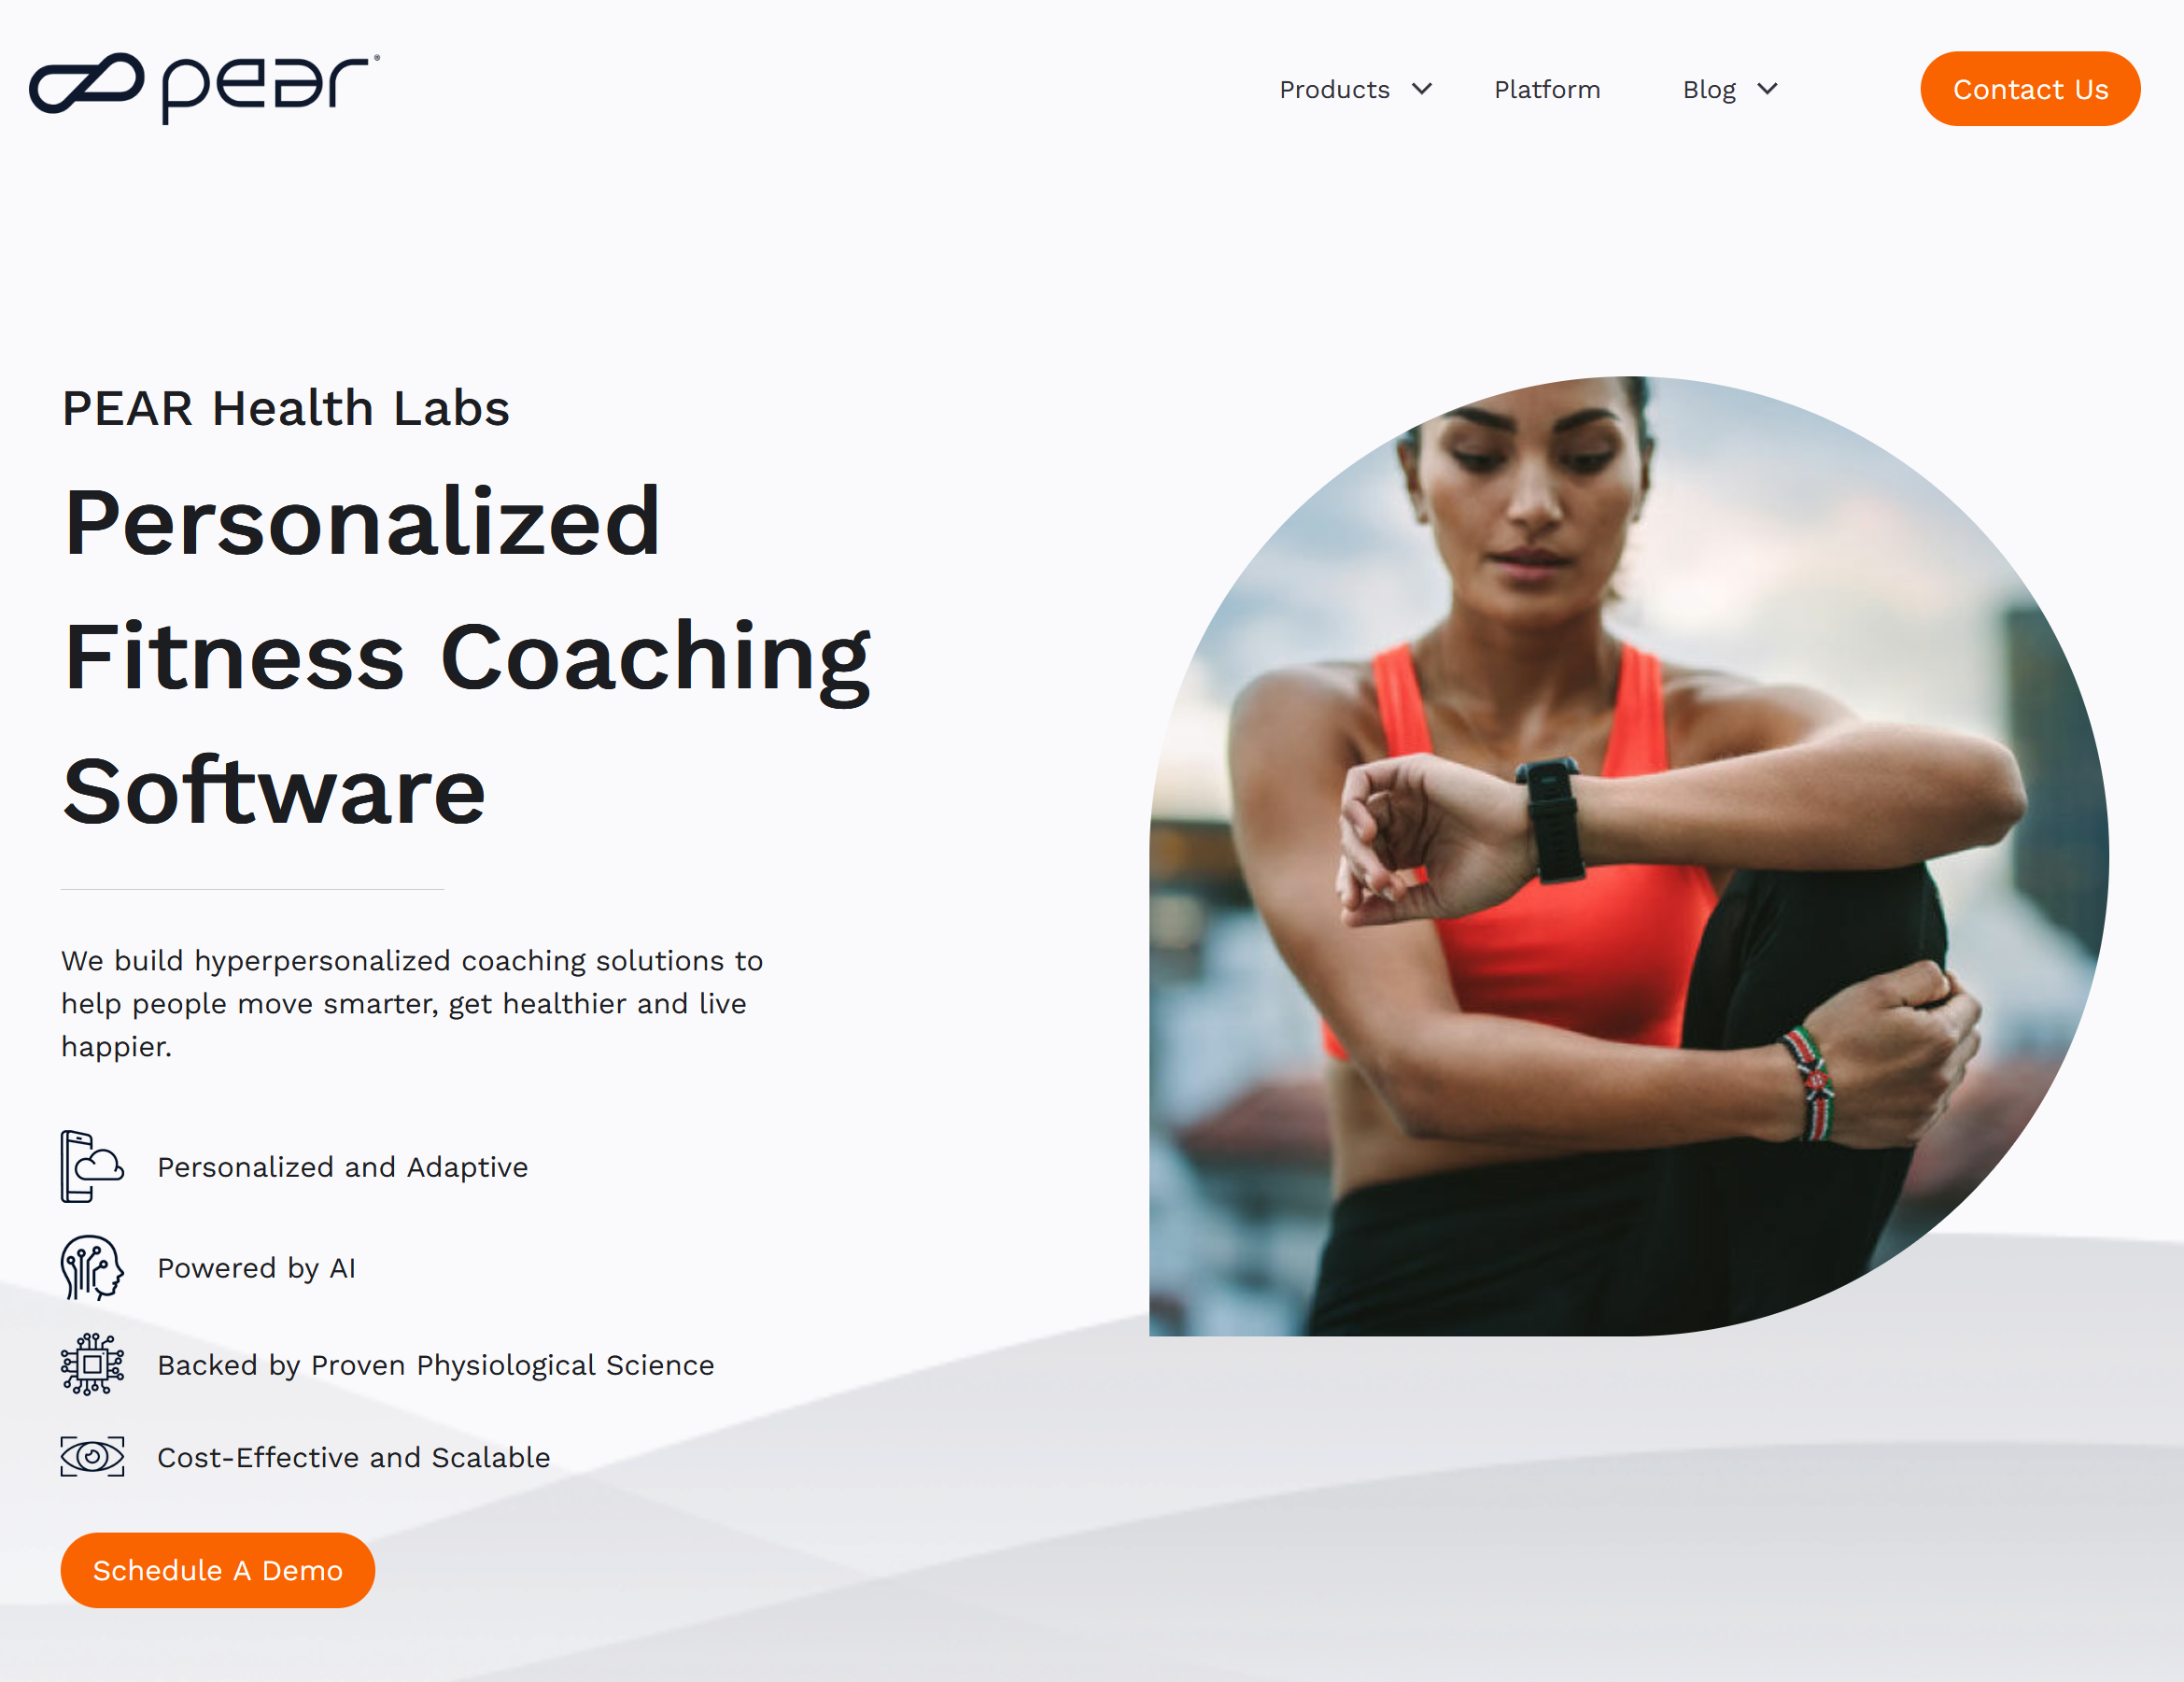 pear®
Products
Platform
Blog
Contact Us
PEAR Health Labs
Personalized
Fitness Coaching
Software
We build hyperpersonalized coaching solutions to
help people move smarter, get healthier and live
happier.
Personalized and Adaptive
Powered by AI
Backed by Proven Physiological Science
Cost-Effective and Scalable
Schedule A Demo